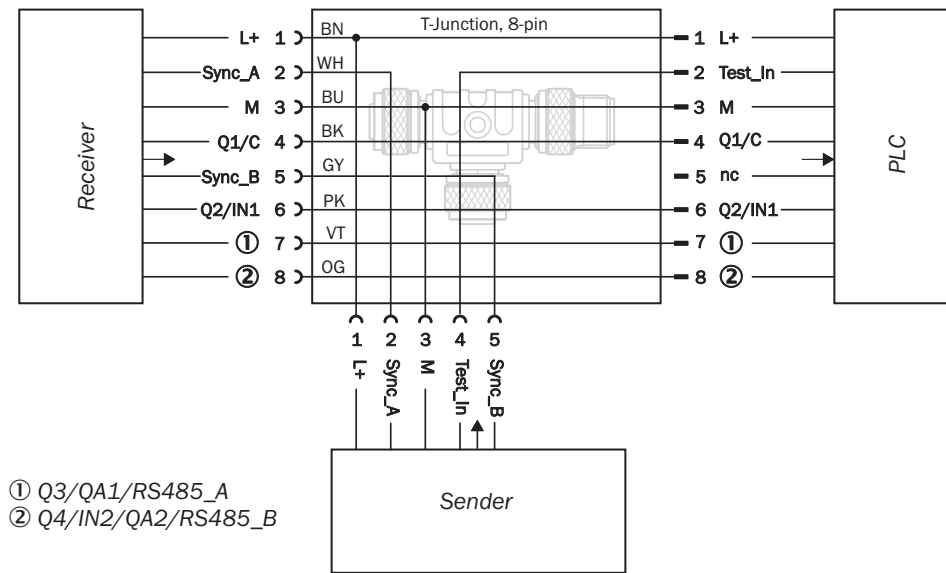 T-Junction, 8-pin
Receiver
PLC
L+ 1 BN 1 L+
Sync_A 2 WH 2 Test_In
M 3 BU 3 M
Q1/C 4 BK 4 Q1/C
Sync_B 5 GY 5 nc
Q2/IN1 6 PK 6 Q2/IN1
① 7 VT 7 ①
② 8 OG 8 ②
1 2 3 4 5
L+ Sync_A M Test_In Sync_B
Sender
① Q3/QA1/RS485_A
② Q4/IN2/QA2/RS485_B